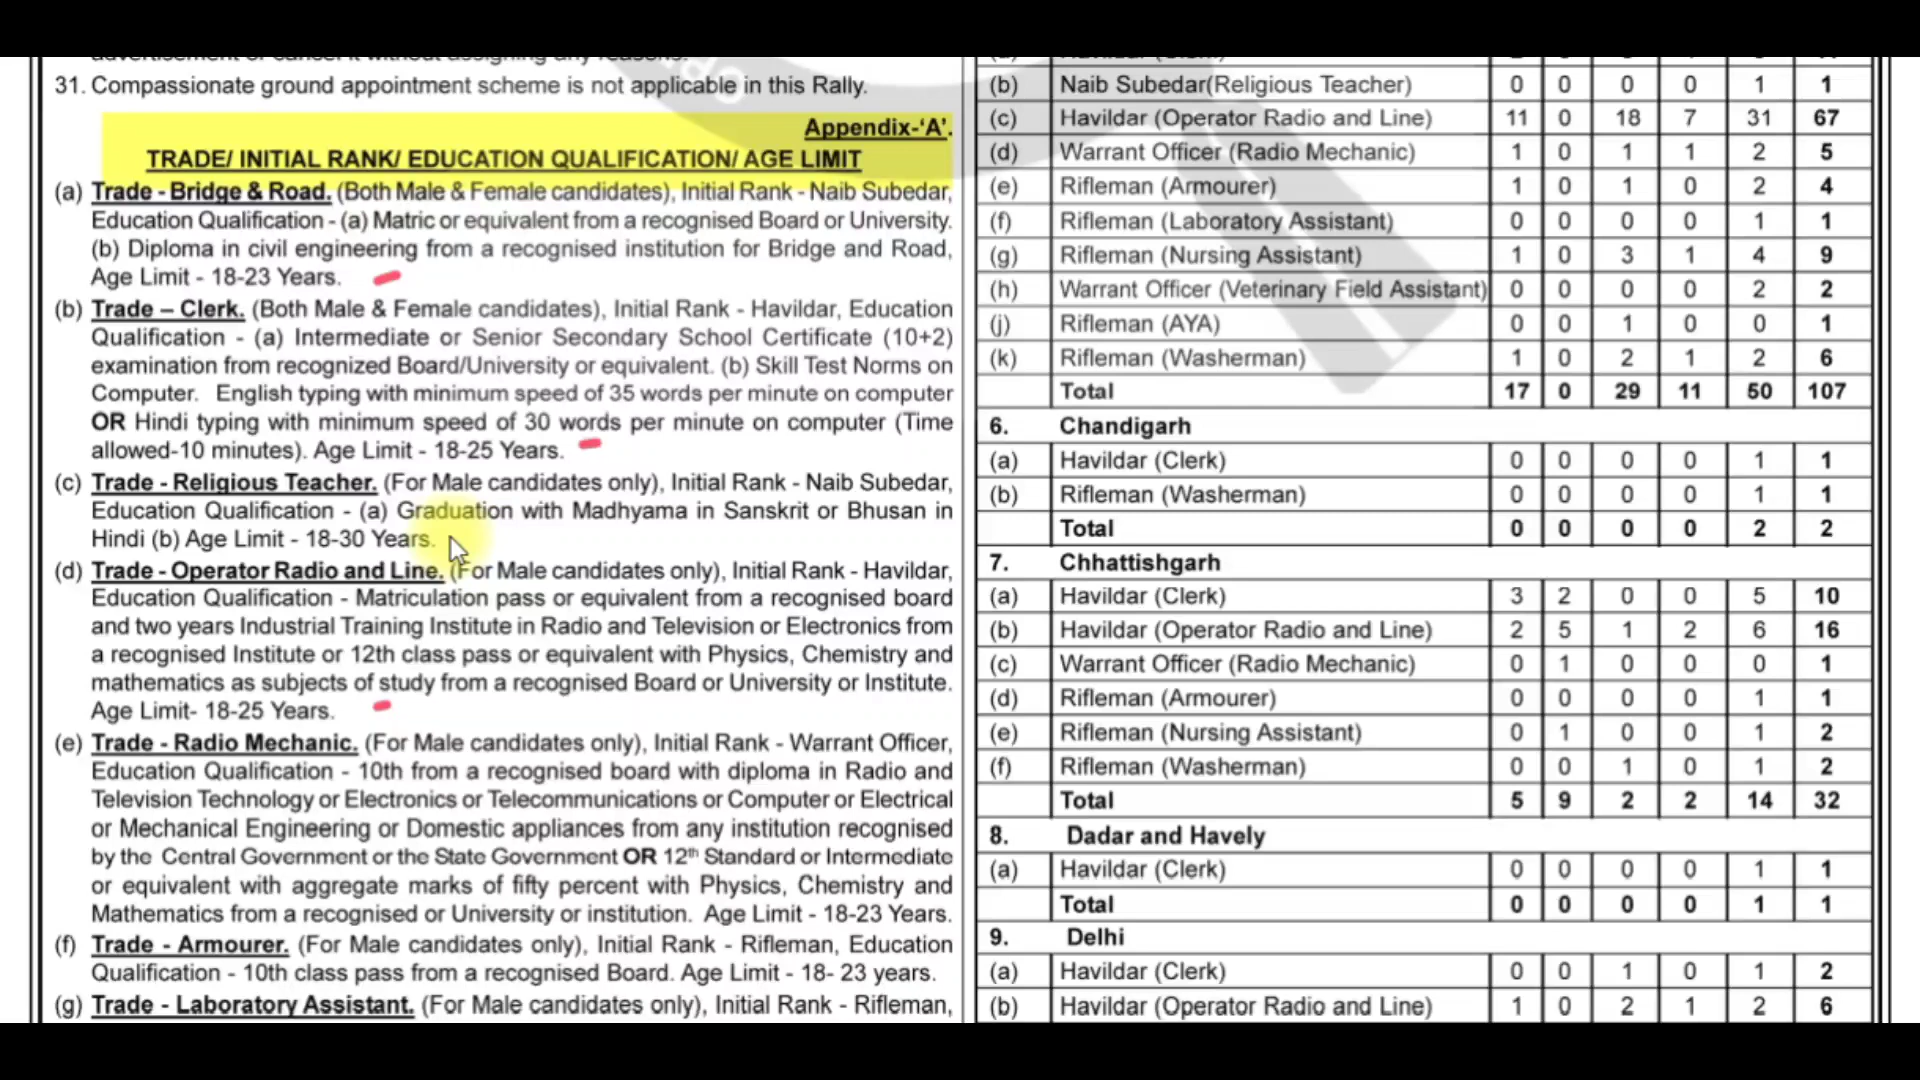 31. Compassionate ground appointment scheme is not applicable in this Rally.
Appendix-‘A’.
TRADE/ INITIAL RANK/ EDUCATION QUALIFICATION/ AGE LIMIT
(a) Trade - Bridge & Road. (Both Male & Female candidates), Initial Rank - Naib Subedar,
Education Qualification - (a) Matric or equivalent from a recognised Board or University.
(b) Diploma in civil engineering from a recognised institution for Bridge and Road,
Age Limit - 18-23 Years.
(b) Trade – Clerk. (Both Male & Female candidates), Initial Rank - Havildar, Education
Qualification - (a) Intermediate or Senior Secondary School Certificate (10+2)
examination from recognized Board/University or equivalent. (b) Skill Test Norms on
Computer. English typing with minimum speed of 35 words per minute on computer
OR Hindi typing with minimum speed of 30 words per minute on computer (Time
allowed-10 minutes). Age Limit - 18-25 Years.
(c) Trade - Religious Teacher. (For Male candidates only), Initial Rank - Naib Subedar,
Education Qualification - (a) Graduation with Madhyama in Sanskrit or Bhusan in
Hindi (b) Age Limit - 18-30 Years.
(d) Trade - Operator Radio and Line. (For Male candidates only), Initial Rank - Havildar,
Education Qualification - Matriculation pass or equivalent from a recognised board
and two years Industrial Training Institute in Radio and Television or Electronics from
a recognised Institute or 12th class pass or equivalent with Physics, Chemistry and
mathematics as subjects of study from a recognised Board or University or Institute.
Age Limit- 18-25 Years.
(e) Trade - Radio Mechanic. (For Male candidates only), Initial Rank - Warrant Officer,
Education Qualification - 10th from a recognised board with diploma in Radio and
Television Technology or Electronics or Telecommunications or Computer or Electrical
or Mechanical Engineering or Domestic appliances from any institution recognised
by the Central Government or the State Government OR 12th Standard or Intermediate
or equivalent with aggregate marks of fifty percent with Physics, Chemistry and
Mathematics from a recognised or University or institution. Age Limit - 18-23 Years.
(f) Trade - Armourer. (For Male candidates only), Initial Rank - Rifleman, Education
Qualification - 10th class pass from a recognised Board. Age Limit - 18- 23 years.
(g) Trade - Laboratory Assistant. (For Male candidates only), Initial Rank - Rifleman,
(b) Naib Subedar(Religious Teacher) 0 0 0 0 1 1
(c) Havildar (Operator Radio and Line) 11 0 18 7 31 67
(d) Warrant Officer (Radio Mechanic) 1 0 1 1 2 5
(e) Rifleman (Armourer) 1 0 1 0 2 4
(f) Rifleman (Laboratory Assistant) 0 0 0 0 1 1
(g) Rifleman (Nursing Assistant) 1 0 3 1 4 9
(h) Warrant Officer (Veterinary Field Assistant) 0 0 0 0 2 2
(j) Rifleman (AYA) 0 0 1 0 0 1
(k) Rifleman (Washerman) 1 0 2 1 2 6
Total 17 0 29 11 50 107
6. Chandigarh
(a) Havildar (Clerk) 0 0 0 0 1 1
(b) Rifleman (Washerman) 0 0 0 0 1 1
Total 0 0 0 0 2 2
7. Chhattishgarh
(a) Havildar (Clerk) 3 2 0 0 5 10
(b) Havildar (Operator Radio and Line) 2 5 1 2 6 16
(c) Warrant Officer (Radio Mechanic) 0 1 0 0 0 1
(d) Rifleman (Armourer) 0 0 0 0 1 1
(e) Rifleman (Nursing Assistant) 0 1 0 0 1 2
(f) Rifleman (Washerman) 0 0 1 0 1 2
Total 5 9 2 2 14 32
8. Dadar and Havely
(a) Havildar (Clerk) 0 0 0 0 1 1
Total 0 0 0 0 1 1
9. Delhi
(a) Havildar (Clerk) 0 0 1 0 1 2
(b) Havildar (Operator Radio and Line) 1 0 2 1 2 6